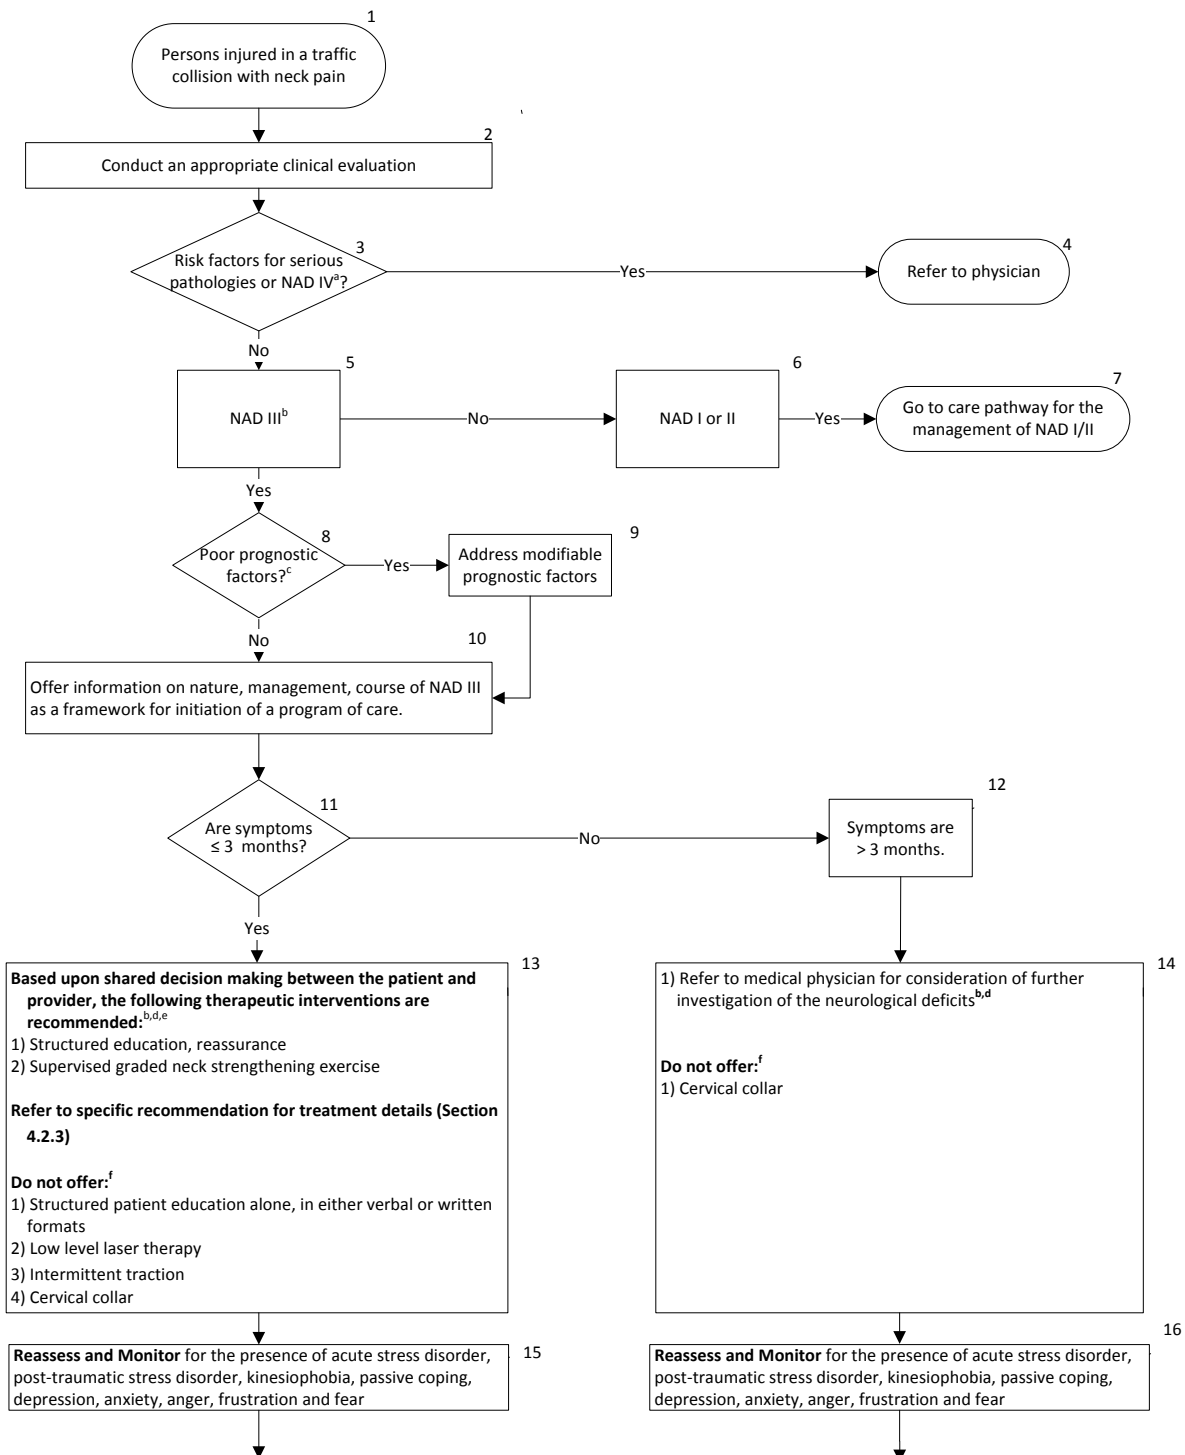 1
Persons injured in a traffic
collision with neck pain
2
Conduct an appropriate clinical evaluation
3
Risk factors for serious
pathologies or NAD IVa?
Yes
4
Refer to physician
No
5
NAD IIIb
No
6
NAD I or II
Yes
7
Go to care pathway for the
management of NAD I/II
Yes
8
Poor prognostic
factors?c
Yes
9
Address modifiable
prognostic factors
No
10
Offer information on nature, management, course of NAD III
as a framework for initiation of a program of care.
11
Are symptoms
≤ 3 months?
No
12
Symptoms are
> 3 months.
Yes
13
Based upon shared decision making between the patient and
provider, the following therapeutic interventions are
recommended:b,d,e
1) Structured education, reassurance
2) Supervised graded neck strengthening exercise
Refer to specific recommendation for treatment details (Section
4.2.3)
Do not offer:f
1) Structured patient education alone, in either verbal or written
formats
2) Low level laser therapy
3) Intermittent traction
4) Cervical collar
14
1) Refer to medical physician for consideration of further
investigation of the neurological deficitsb,d
Do not offer:f
1) Cervical collar
15
Reassess and Monitor for the presence of acute stress disorder,
post-traumatic stress disorder, kinesiophobia, passive coping,
depression, anxiety, anger, frustration and fear
16
Reassess and Monitor for the presence of acute stress disorder,
post-traumatic stress disorder, kinesiophobia, passive coping,
depression, anxiety, anger, frustration and fear